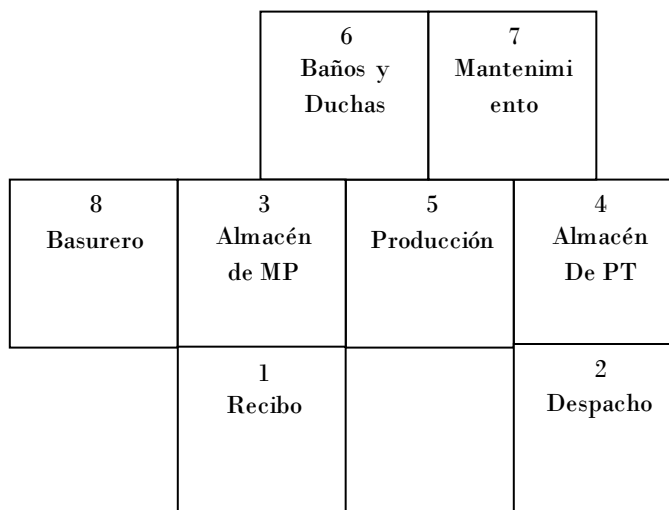 6
Baños y
Duchas
7
Mantenimi
ento
8
Basurero
3
Almacén
de MP
5
Producción
4
Almacén
De PT
1
Recibo
2
Despacho